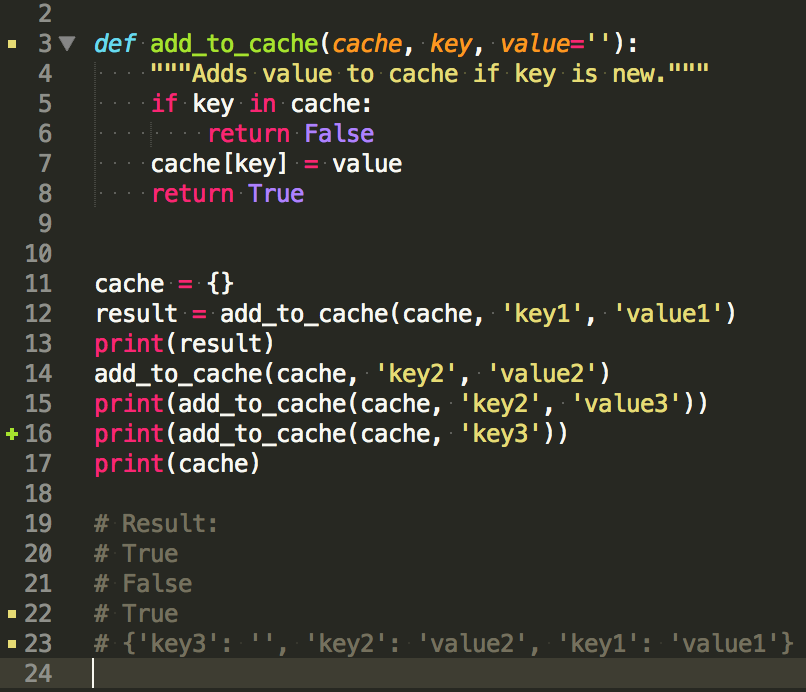 2
3 def add_to_cache(cache, key, value=''):
4 """Adds value to cache if key is new."""
5 if key in cache:
6 return False
7 cache[key] = value
8 return True
9
10
11 cache = {}
12 result = add_to_cache(cache, 'key1', 'value1')
13 print(result)
14 add_to_cache(cache, 'key2', 'value2')
15 print(add_to_cache(cache, 'key2', 'value3'))
16 print(add_to_cache(cache, 'key3'))
17 print(cache)
18
19 # Result:
20 # True
21 # False
22 # True
23 # {'key3': '', 'key2': 'value2', 'key1': 'value1'}
24